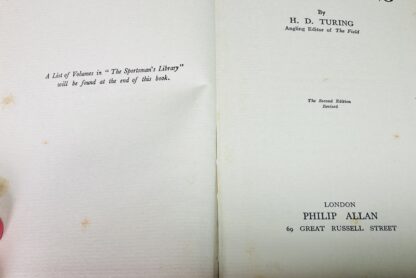 A List of Volumes in "The Sportsman's Library"
will be found at the end of this book.
By
H. D. TURING
Angling Editor of The Field
The Second Edition
Revised
LONDON
PHILIP ALLAN
69 GREAT RUSSELL STREET